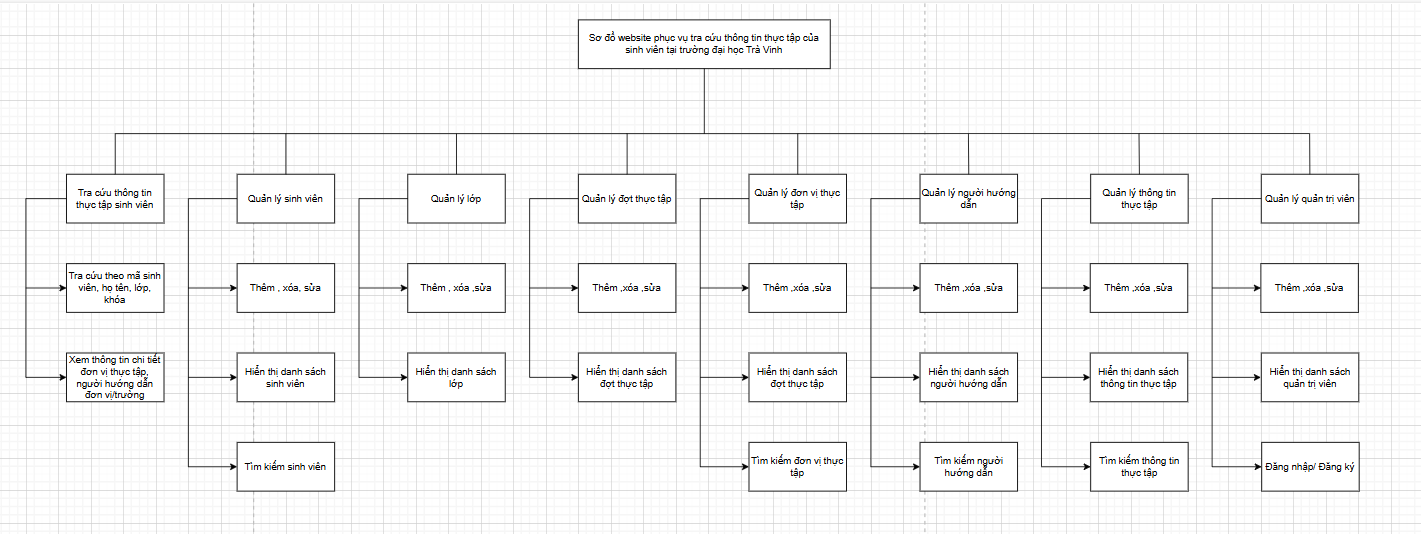 Sơ đồ website phục vụ tra cứu thông tin thực tập của
sinh viên tại trường đại học Trà Vinh
Tra cứu thông tin
thực tập sinh viên
Quản lý sinh viên
Quản lý lớp
Quản lý đợt thực tập
Quản lý đơn vị thực
tập
Quản lý người hướng
dẫn
Quản lý thông tin
thực tập
Quản lý quản trị viên
Tra cứu theo mã sinh
viên, họ tên, lớp,
khóa
Thêm , xóa, sửa
Thêm , xóa ,sửa
Thêm ,xóa ,sửa
Thêm ,xóa ,sửa
Thêm ,xóa ,sửa
Thêm ,xóa ,sửa
Thêm ,xóa ,sửa
Xem thông tin chi tiết
đơn vị thực tập,
người hướng dẫn
đơn vị/trường
Hiển thị danh sách
sinh viên
Hiển thị danh sách
lớp
Hiển thị danh sách
đợt thực tập
Hiển thị danh sách
đợt thực tập
Hiển thị danh sách
người hướng dẫn
Hiển thị danh sách
thông tin thực tập
Hiển thị danh sách
quản trị viên
Tìm kiếm sinh viên
Tìm kiếm đơn vị thực
tập
Tìm kiếm người
hướng dẫn
Tìm kiếm thông tin
thực tập
Đăng nhập/ Đăng ký